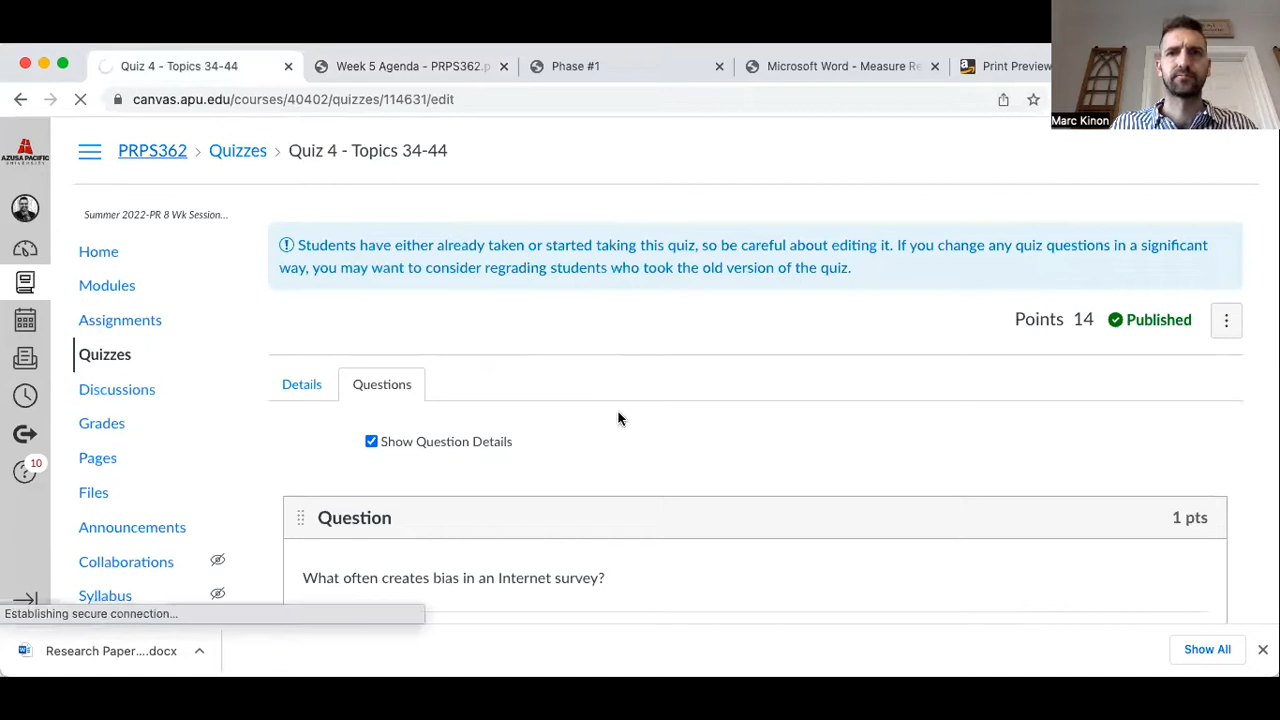 Quiz 4 - Topics 34-44
Week 5 Agenda - PRPS362.p
Phase #1
Microsoft Word - Measure Re
Print Preview
canvas.apu.edu/courses/40402/quizzes/114631/edit
Marc Kinon
AZUSA PACIFIC
UNIVERSITY
PRPS362 › Quizzes › Quiz 4 - Topics 34-44
Summer 2022-PR 8 Wk Session...
Home
Modules
Assignments
Quizzes
Discussions
Grades
Pages
Files
Announcements
Collaborations
Syllabus
10
Students have either already taken or started taking this quiz, so be careful about editing it. If you change any quiz questions in a significant
way, you may want to consider regrading students who took the old version of the quiz.
Points 14 Published
Details
Questions
Show Question Details
Question 1 pts
What often creates bias in an Internet survey?
Establishing secure connection...
Research Paper....docx
Show All